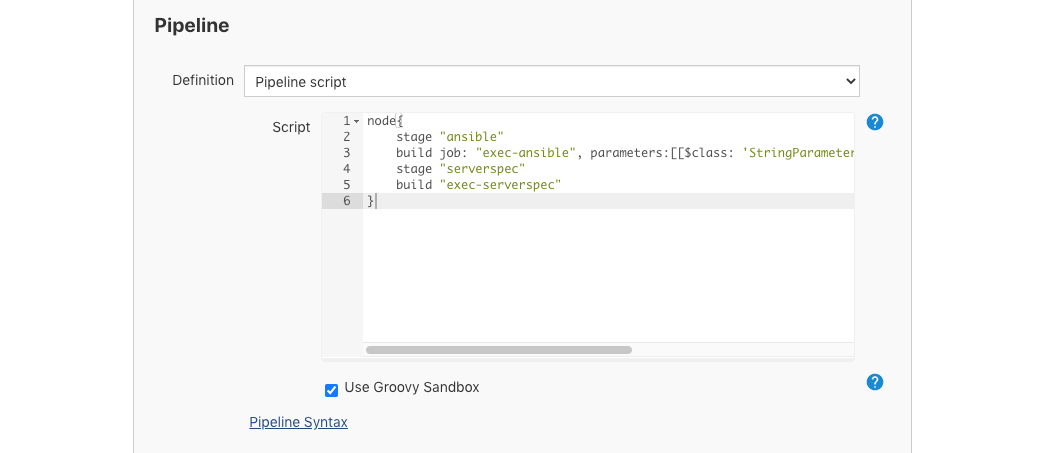 Pipeline
Definition Pipeline script
Script
1 node{
2 stage "ansible"
3 build job: "exec-ansible", parameters:[[$class: 'StringParameter
4 stage "serverspec"
5 build "exec-serverspec"
6 }
?
Use Groovy Sandbox
?
Pipeline Syntax